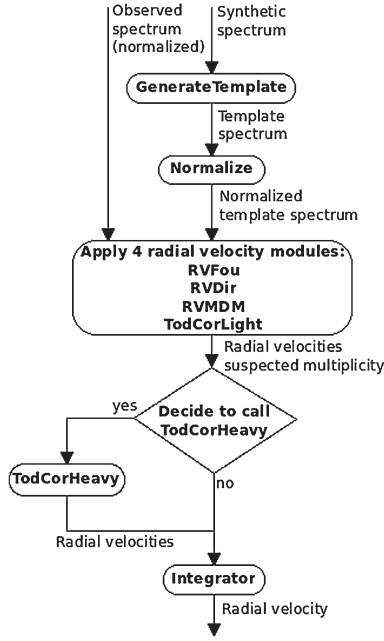 Observed
spectrum
(normalized)
Synthetic
spectrum
GenerateTemplate
Template
spectrum
Normalize
Normalized
template spectrum
Apply 4 radial velocity modules:
RVFou
RVDir
RVMDM
TodCorLight
Radial velocities
suspected multiplicity
yes
Decide to call
TodCorHeavy
TodCorHeavy
no
Radial velocities
Integrator
Radial velocity